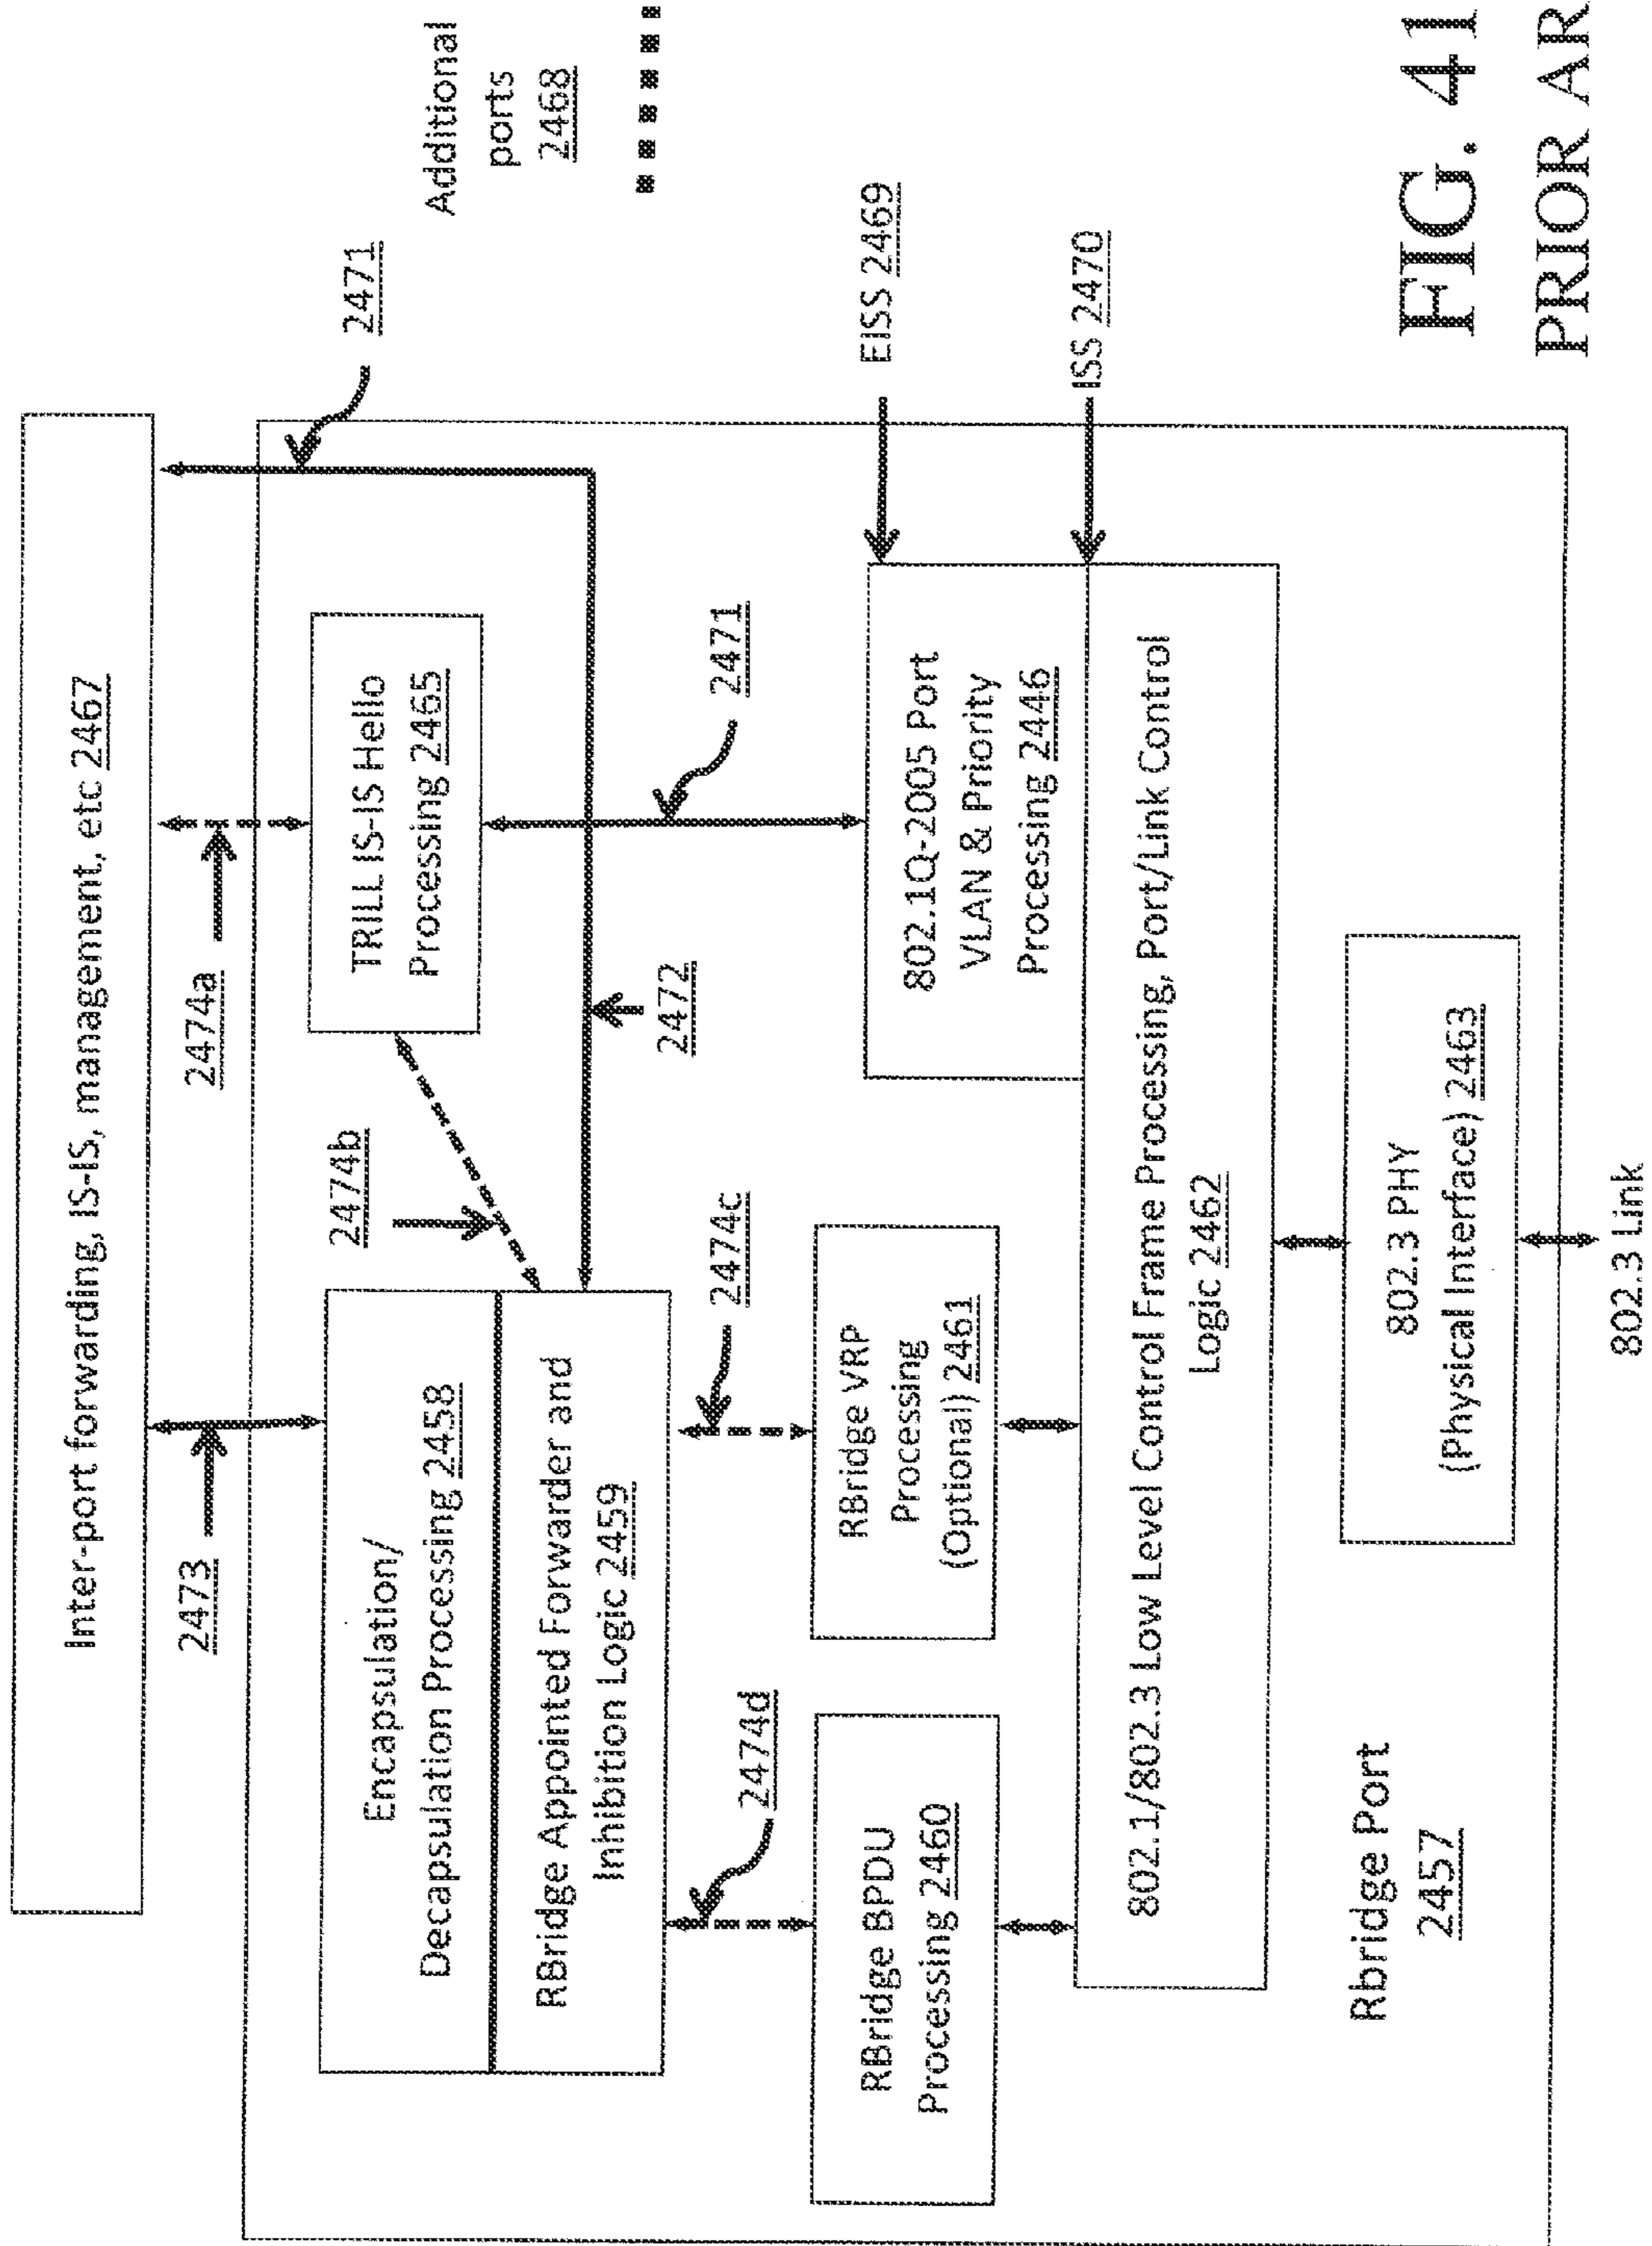 Inter-port forwarding, IS-IS, management, etc 2467
2473
2474a
2471
Additional
ports
2468
Encapsulation/
Decapsulation Processing 2458
RBridge Appointed Forwarder and
Inhibition Logic 2459
2474b
TRILL IS-IS Hello
Processing 2465
2472
2471
2474d
2474c
RBridge BPDU
Processing 2460
RBridge VRP
Processing
(Optional) 2461
802.1Q-2005 Port
VLAN & Priority
Processing 2446
EISS 2469
ISS 2470
802.1/802.3 Low Level Control Frame Processing, Port/Link Control
Logic 2462
Rbridge Port
2457
802.3 PHY
(Physical Interface) 2463
802.3 Link
FIG. 41
PRIOR AR